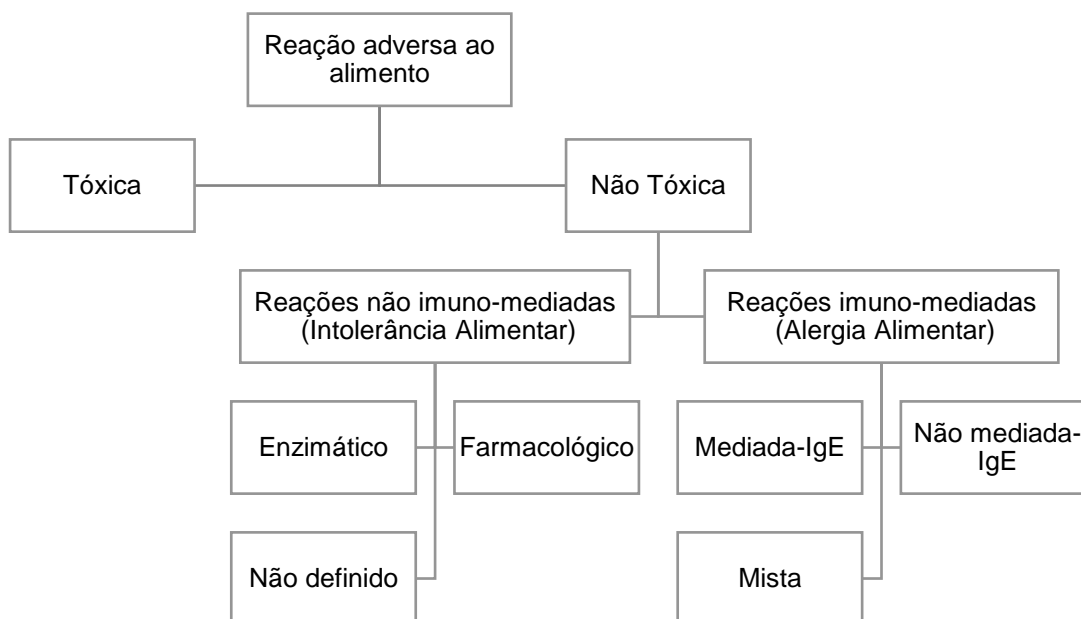 Reação adversa ao
alimento
Tóxica
Não Tóxica
Reações não imuno-mediadas
(Intolerância Alimentar)
Reações imuno-mediadas
(Alergia Alimentar)
Enzimático
Farmacológico
Mediada-IgE
Não mediada-
IgE
Não definido
Mista